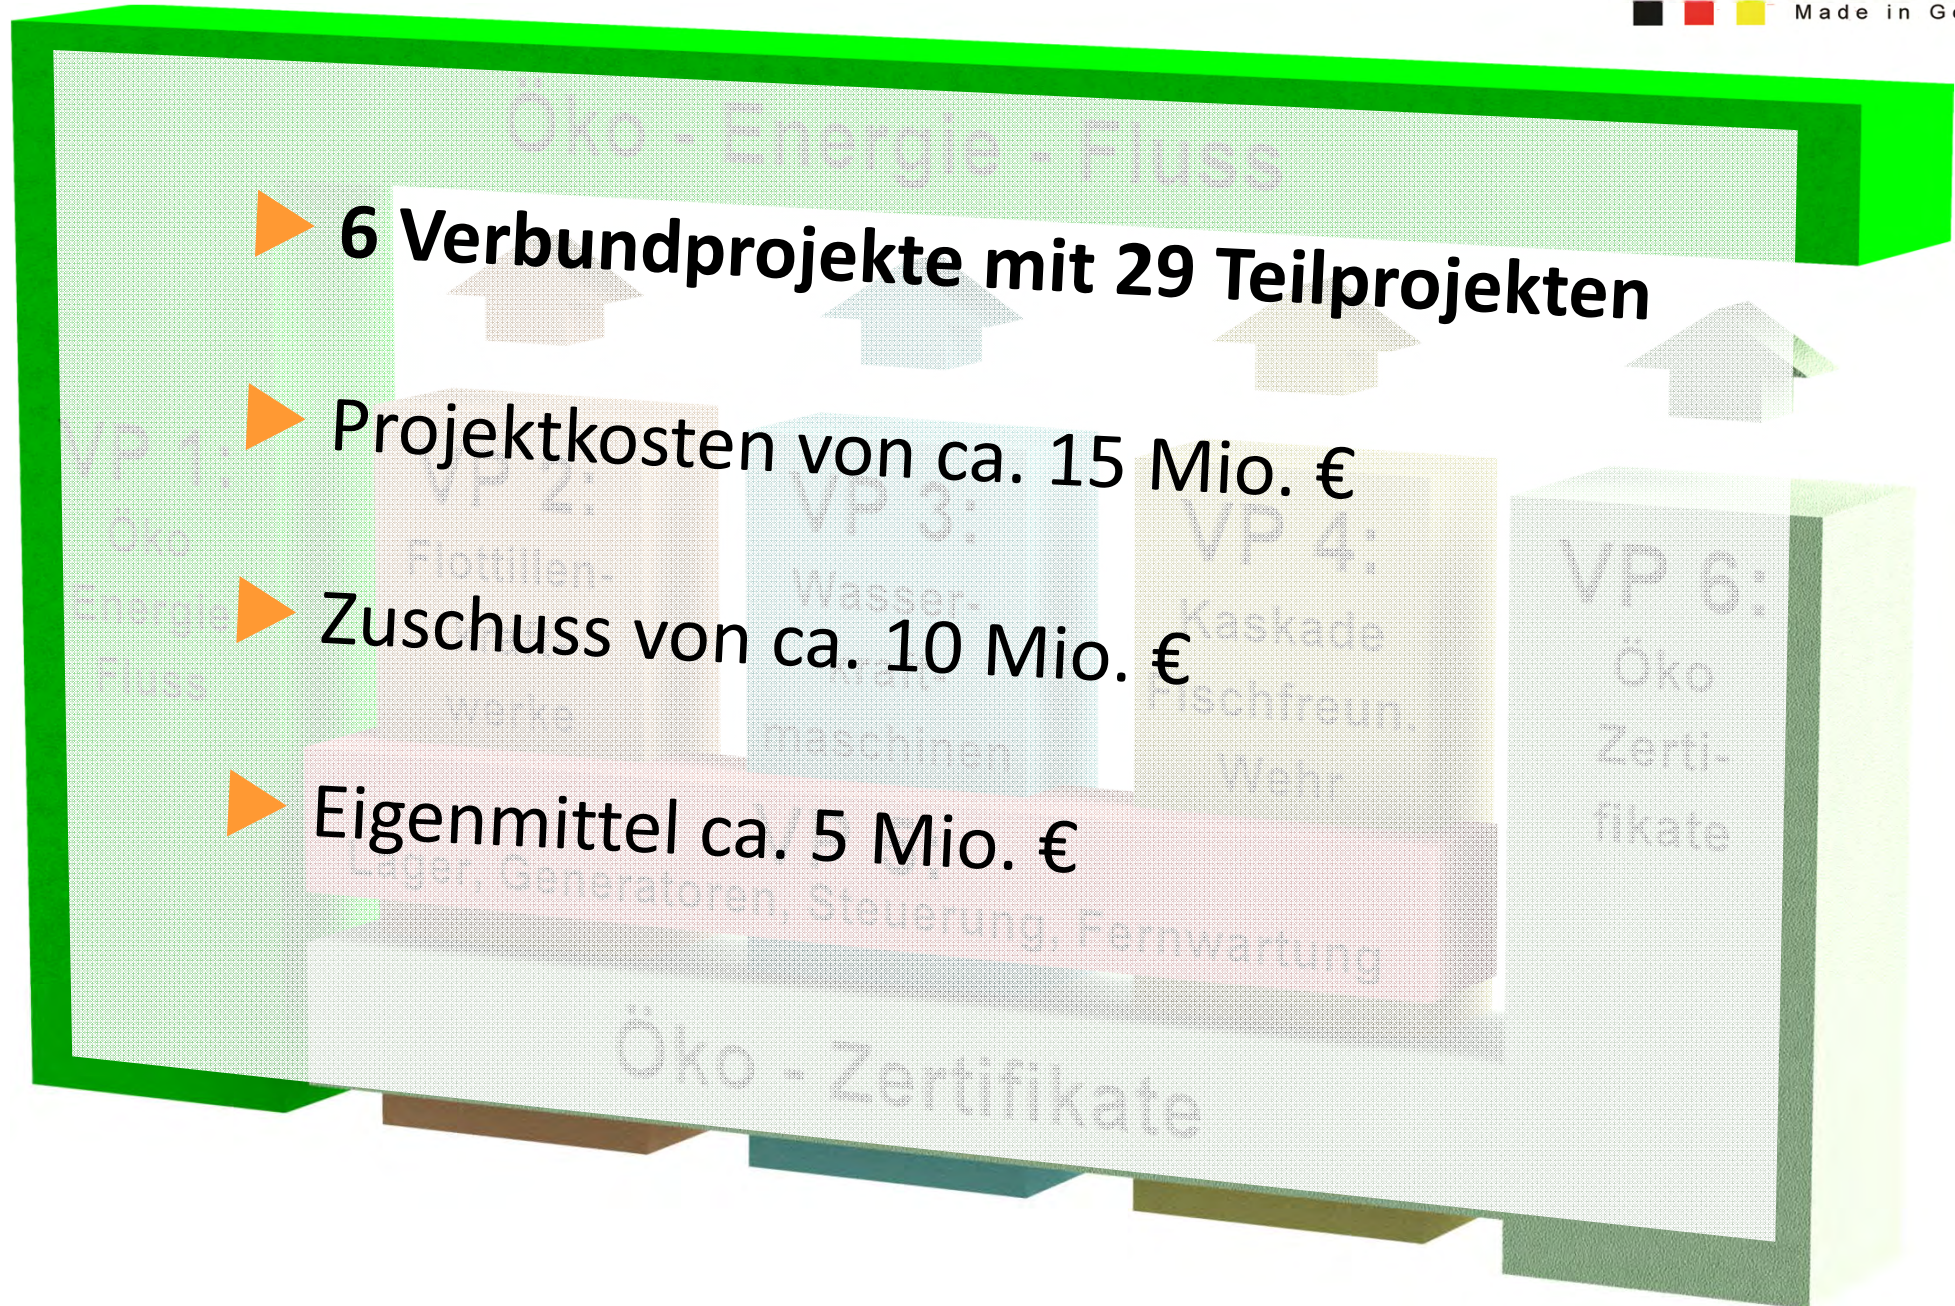 Made in
Öko - Energie - Fluss
6 Verbundprojekte mit 29 Teilprojekten
Projektkosten von ca. 15 Mio. €
Zuschuss von ca. 10 Mio. €
Eigenmittel ca. 5 Mio. €
VP 1:
Öko
Energie
Fluss
VP 2:
Flottillen-
werke
VP 3:
Wasser-
kraft-
maschinen
VP 4:
Kaskade
Fischfreun.
Wehr
VP 6:
Öko
Zerti-
fikate
Lager, Generatoren, Steuerung, Fernwartung
Öko - Zertifikate